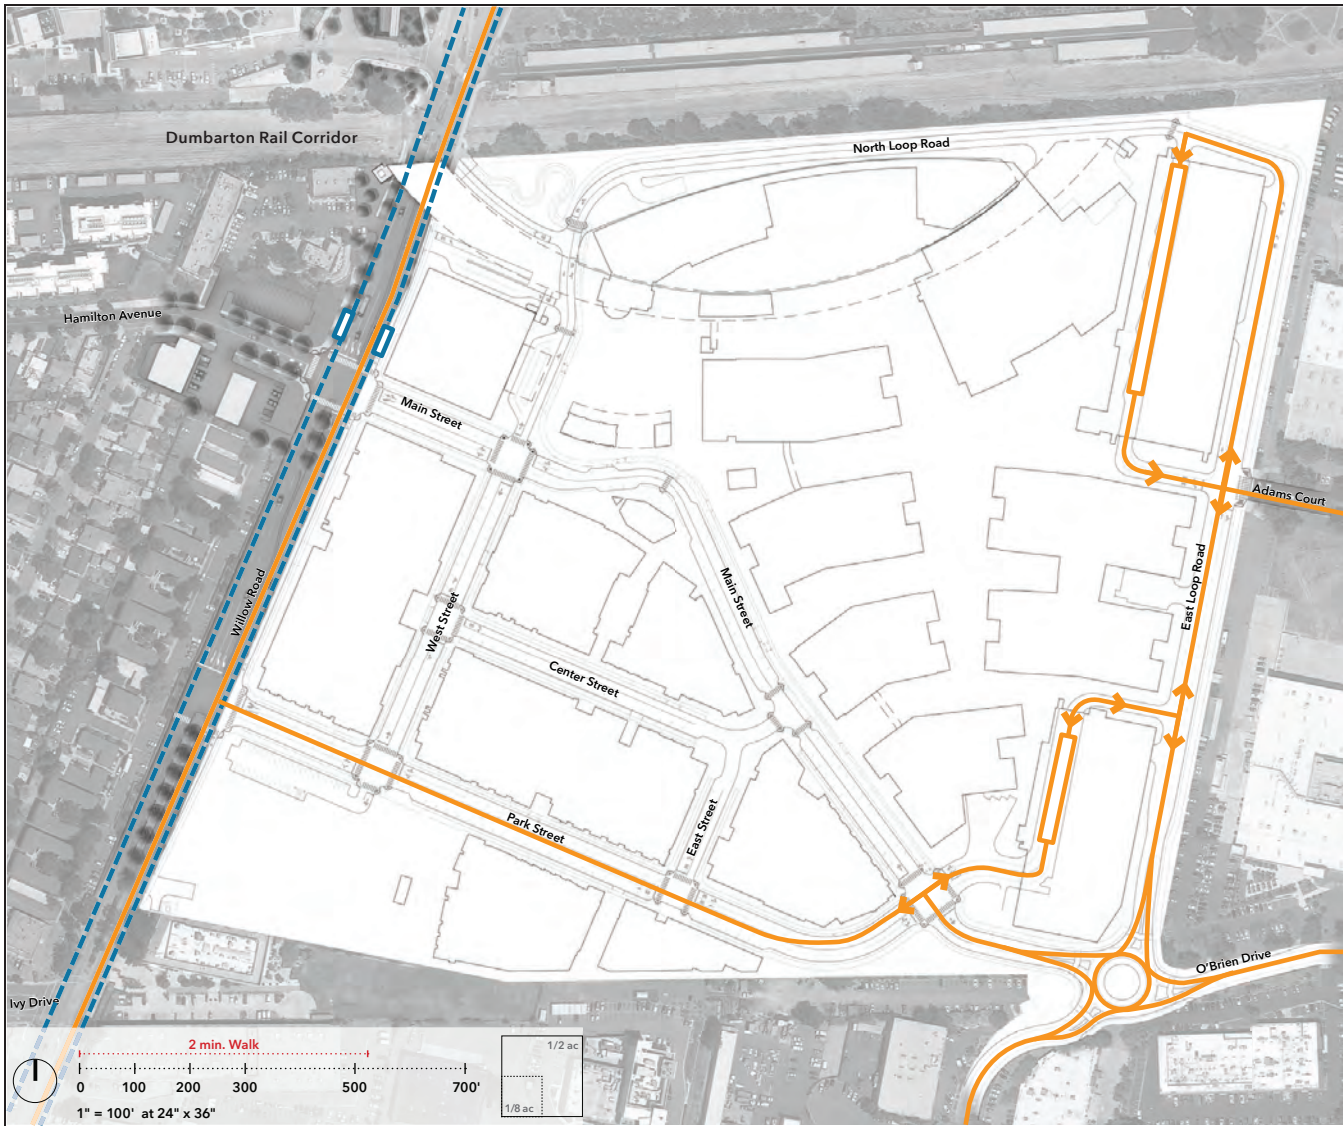 Dumbarton Rail Corridor
North Loop Road
Hamilton Avenue
Main Street
Adams Court
Willow Road
West Street
Main Street
East Loop Road
Center Street
Park Street
East Street
O'Brien Drive
Ivy Drive
2 min. Walk
0 100 200 300 500 700'
1" = 100' at 24" x 36"
1/2 ac
1/8 ac